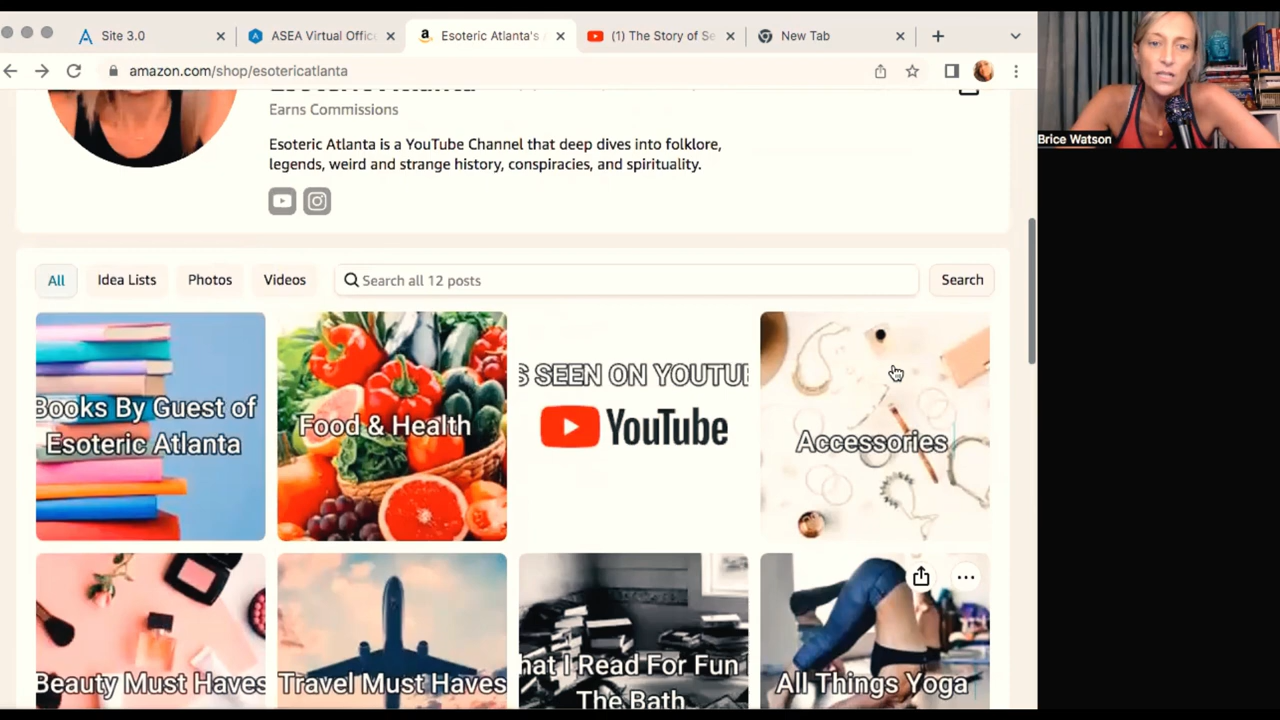 Site 3.0
ASEA Virtual Offic
Esoteric Atlanta's
(1) The Story of Se
New Tab
amazon.com/shop/esotericatlanta
Earns Commissions
Esoteric Atlanta is a YouTube Channel that deep dives into folklore,
legends, weird and strange history, conspiracies, and spirituality.
Brice Watson
All
Idea Lists
Photos
Videos
Search all 12 posts
Search
Books By Guest of
Esoteric Atlanta
Food & Health
S SEEN ON YOUTU
YouTube
Accessories
Beauty Must Haves
Travel Must Haves
hat I Read For Fun
The Bath
All Things Yoga